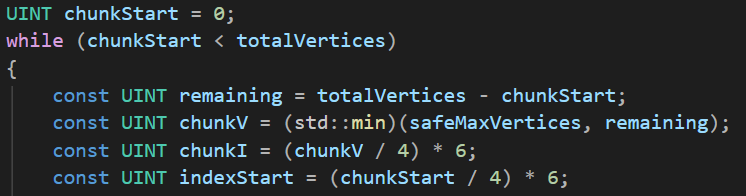 UINT chunkStart = 0;
while (chunkStart < totalVertices)
{
    const UINT remaining = totalVertices - chunkStart;
    const UINT chunkV = (std::min)(safeMaxVertices, remaining);
    const UINT chunkI = (chunkV / 4) * 6;
    const UINT indexStart = (chunkStart / 4) * 6;